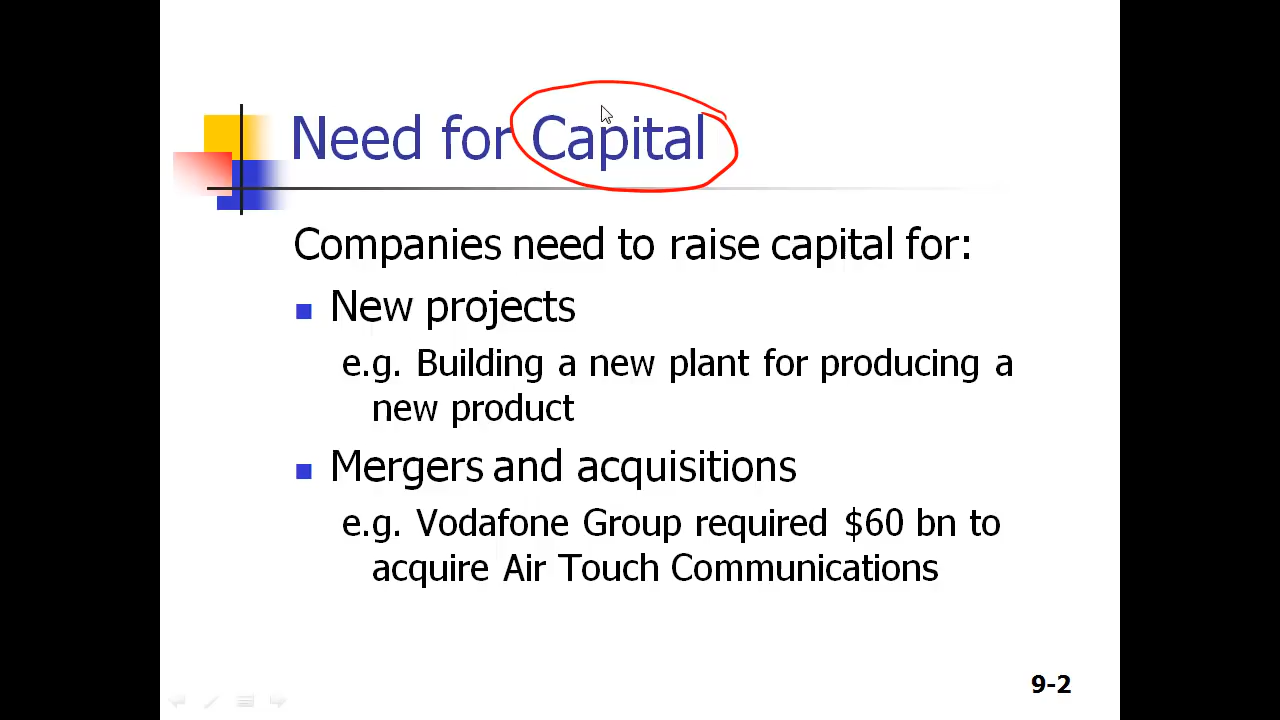 Need for Capital
Companies need to raise capital for:
New projects
e.g. Building a new plant for producing a
new product
Mergers and acquisitions
e.g. Vodafone Group required $60 bn to
acquire Air Touch Communications
9-2